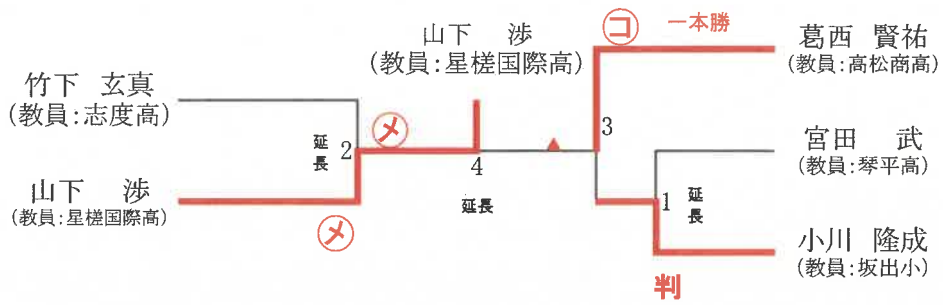 山下　渉
(教員:星槎国際高)
竹下　玄真
(教員:志度高)
山下　渉
(教員:星槎国際高)
延長
2
メ
メ
4
延長
コ
一本勝
3
1
延長
判
葛西　賢祐
(教員:高松商高)
宮田　武
(教員:琴平高)
小川　隆成
(教員:坂出小)